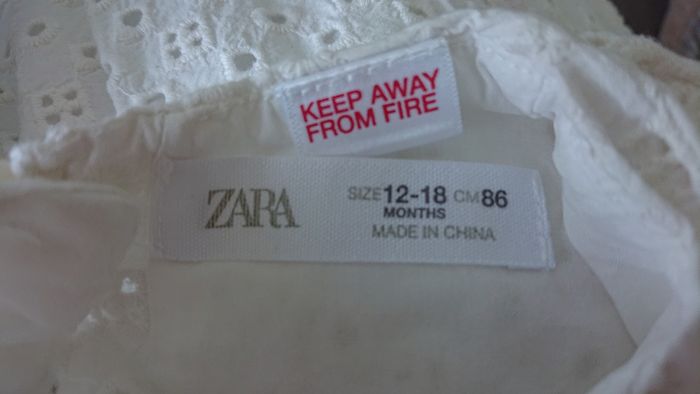 KEEP AWAY
FROM FIRE
ZARA
SIZE 12-18 CM 86
MONTHS
MADE IN CHINA